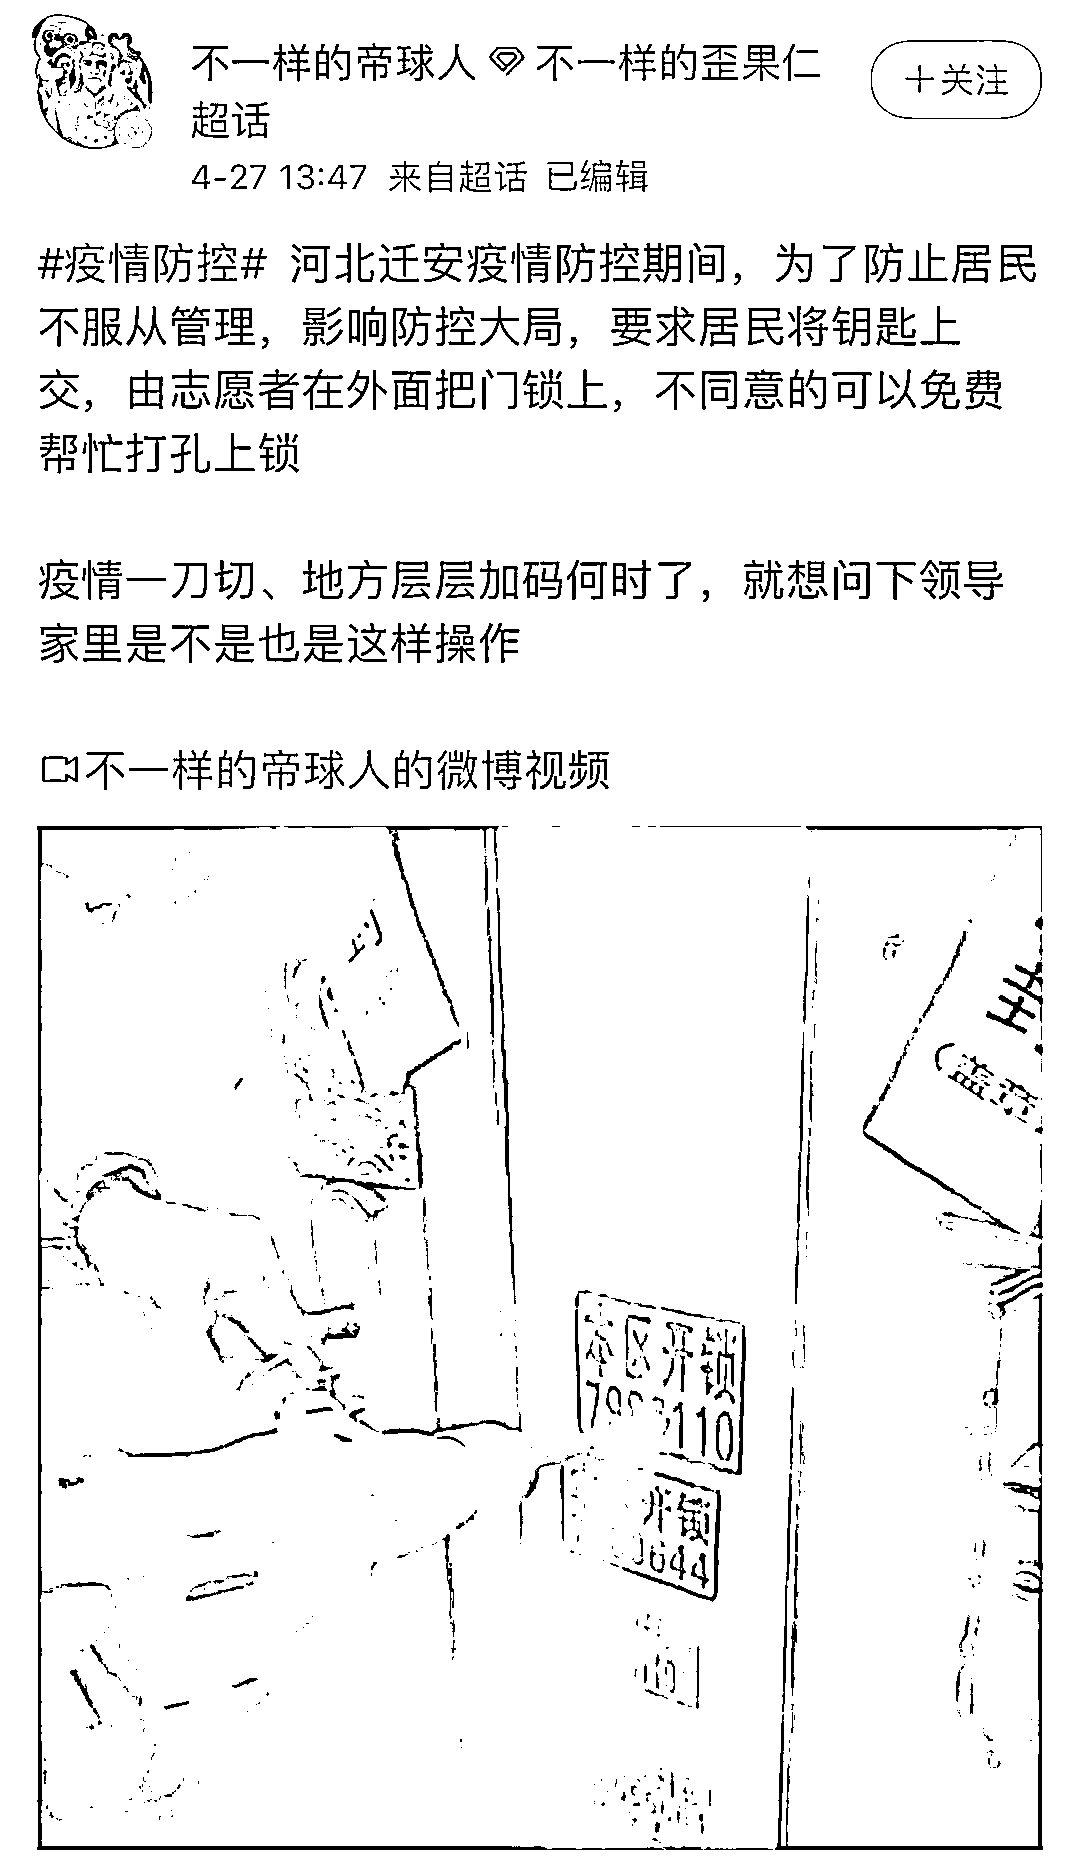 不一样的帝球人 不一样的歪果仁
超话
+关注
4-27 13:47 来自超话 已编辑
#疫情防控# 河北迁安疫情防控期间，为了防止居民
不服从管理，影响防控大局，要求居民将钥匙上
交，由志愿者在外面把门锁上，不同意的可以免费
帮忙打孔上锁
疫情一刀切、地方层层加码何时了，就想问下领导
家里是不是也是这样操作
不一样的帝球人的微博视频
盖章
本区开锁
110
开锁
0644